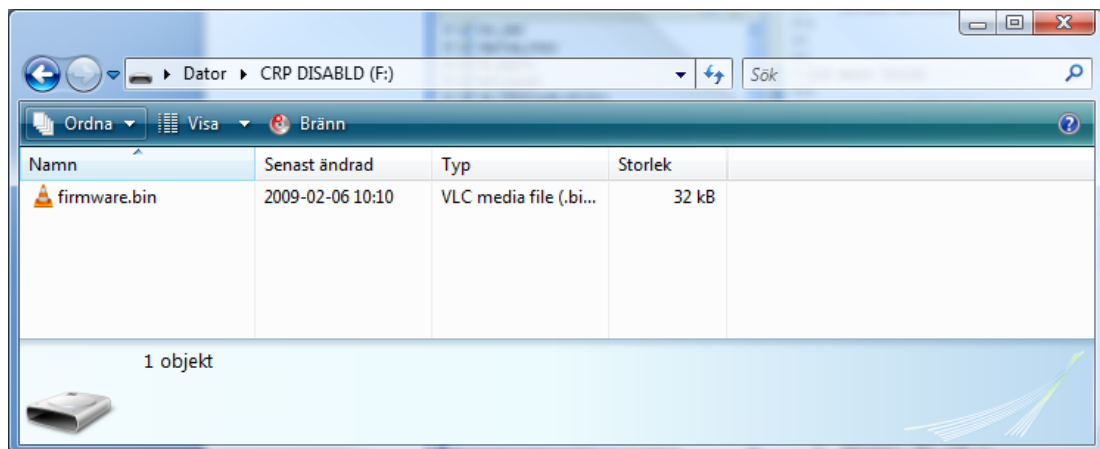 Dator CRP DISABLD (F:) Sök
Ordna Visa Bränn
Namn Senast ändrad Typ Storlek
firmware.bin 2009-02-06 10:10 VLC media file (.bi... 32 kB
1 objekt